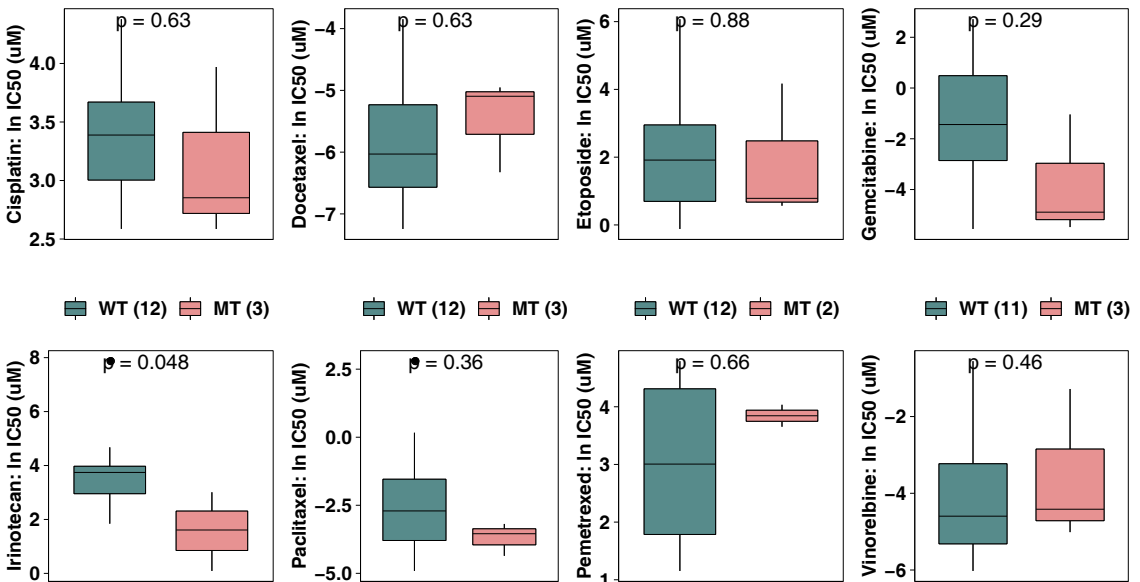 Cisplatin: ln IC50 (uM)
4.0
3.5
3.0
2.5
p = 0.63
Docetaxel: ln IC50 (uM)
−4
−5
−6
−7
p = 0.63
Etoposide: ln IC50 (uM)
6
4
2
0
p = 0.88
Gemcitabine: ln IC50 (uM)
2
0
−2
−4
p = 0.29
WT (12) MT (3)
WT (12) MT (3)
WT (12) MT (2)
WT (11) MT (3)
Irinotecan: ln IC50 (uM)
8
6
4
2
0
p = 0.048
Paclitaxel: ln IC50 (uM)
2.5
0.0
−2.5
−5.0
p = 0.36
Pemetrexed: ln IC50 (uM)
4
3
2
1
p = 0.66
Vinorelbine: ln IC50 (uM)
−2
−4
−6
p = 0.46